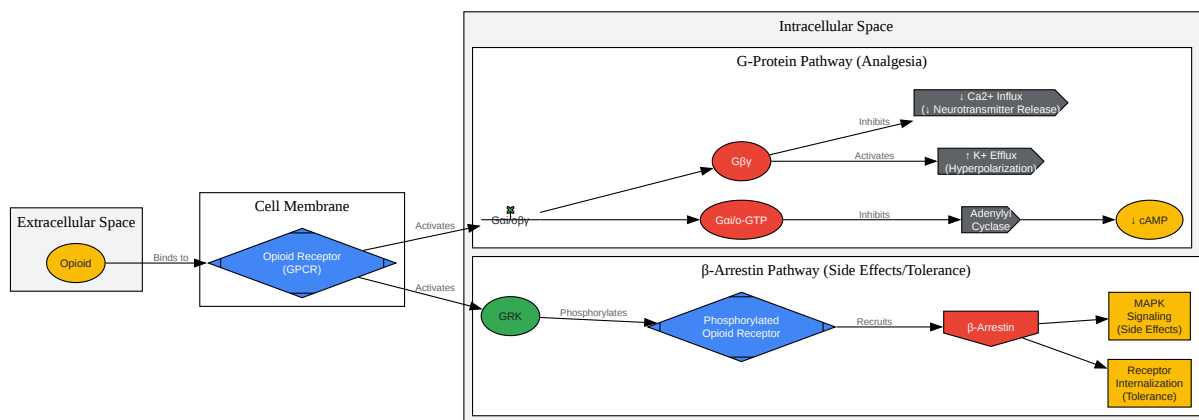 Intracellular Space
G-Protein Pathway (Analgesia)
↓ Ca2+ Influx
(↓ Neurotransmitter Release)
Inhibits
Gβγ
Activates
↑ K+ Efflux
(Hyperpolarization)
Gαi/oβγ
Gαi/o-GTP
Inhibits
Adenylyl
Cyclase
↓ cAMP
Extracellular Space
Opioid
Binds to
Cell Membrane
Opioid Receptor
(GPCR)
Activates
Activates
β-Arrestin Pathway (Side Effects/Tolerance)
GRK
Phosphorylates
Phosphorylated
Opioid Receptor
Recruits
β-Arrestin
MAPK
Signaling
(Side Effects)
Receptor
Internalization
(Tolerance)